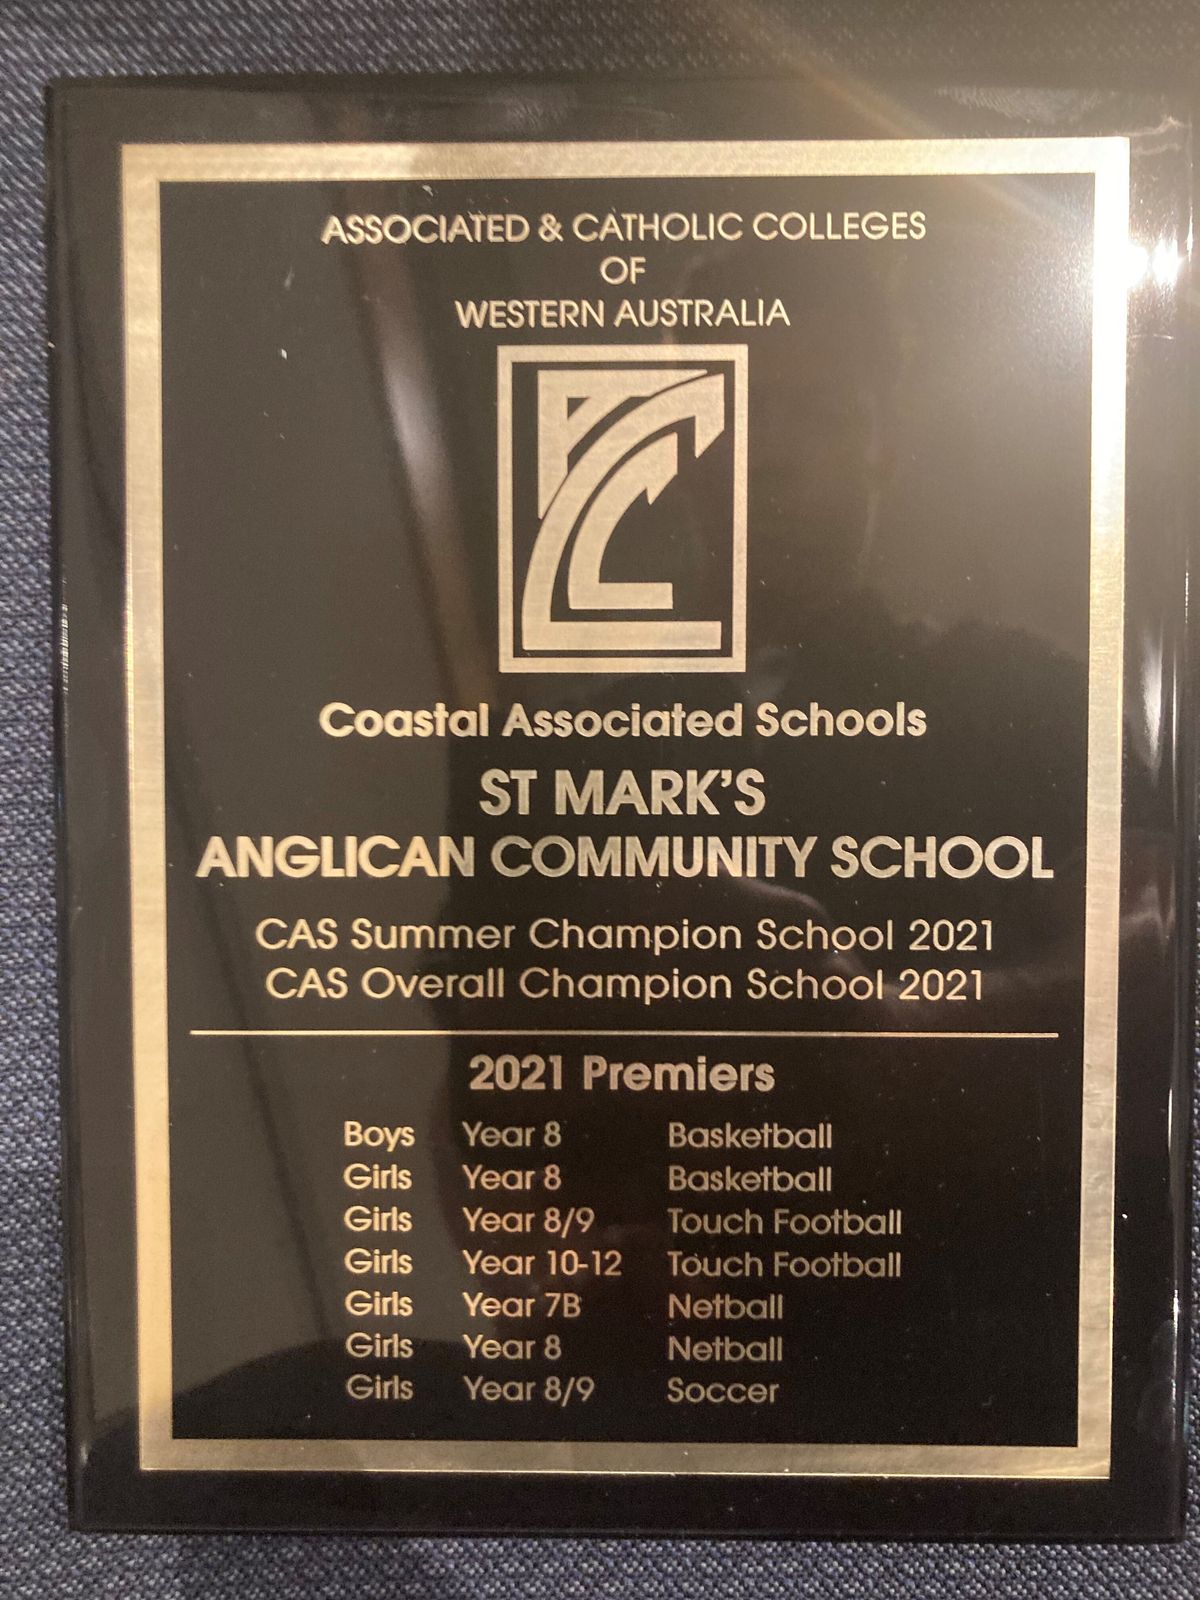 ASSOCIATED & CATHOLIC COLLEGES
OF
WESTERN AUSTRALIA
ACC
Coastal Associated Schools
ST MARK'S
ANGLICAN COMMUNITY SCHOOL
CAS Summer Champion School 2021
CAS Overall Champion School 2021
2021 Premiers
Boys Year 8 Basketball
Girls Year 8 Basketball
Girls Year 8/9 Touch Football
Girls Year 10-12 Touch Football
Girls Year 7B Netball
Girls Year 8 Netball
Girls Year 8/9 Soccer